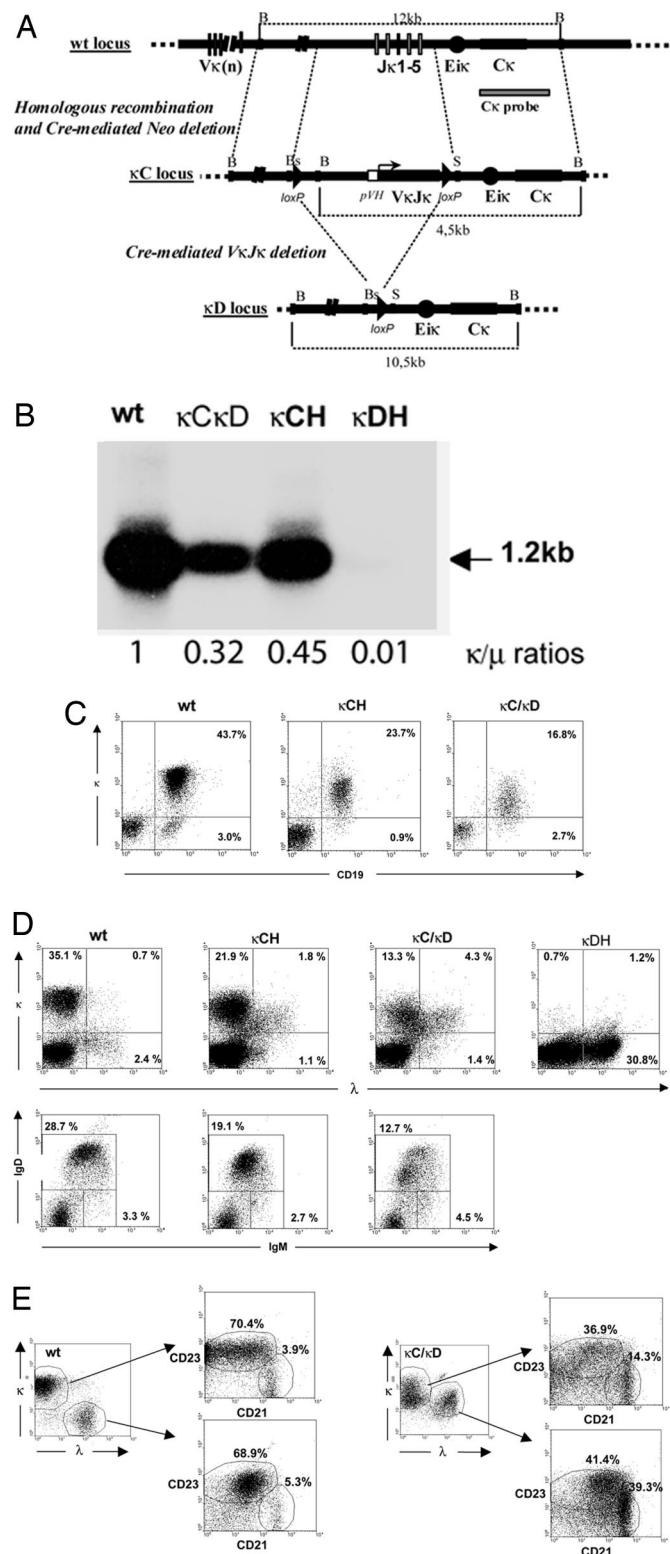 A
B 12kb B
wt locus
Vκ(n) Jκ1-5 Eiκ Cκ
Cκ probe
Homologous recombination
and Cre-mediated Neo deletion
B Bs B S B
κC locus
loxP pVH VκJκ loxP Eiκ Cκ
4,5kb
Cre-mediated VκJκ deletion
B Bs S B
κD locus
loxP Eiκ Cκ
10,5kb
B
wt κCκD κCH κDH
1.2kb
1 0.32 0.45 0.01 κ/μ ratios
C
wt κCH κC/κD
43.7% 23.7% 16.8%
κ
3.0% 0.9% 2.7%
CD19
D
wt κCH κC/κD κDH
35.1 % 0.7 % 21.9 % 1.8 % 13.3 % 4.3 % 0.7 % 1.2 %
κ
2.4 % 1.1 % 1.4 % 30.8 %
λ
28.7 % 19.1 % 12.7 %
IgD
3.3 % 2.7 % 4.5 %
IgM
E
wt κC/κD
70.4% 36.9%
CD23 3.9% CD23 14.3%
κ κ
CD21 CD21
λ λ
68.9% 41.4%
CD23 5.3% CD23 39.3%
CD21 CD21